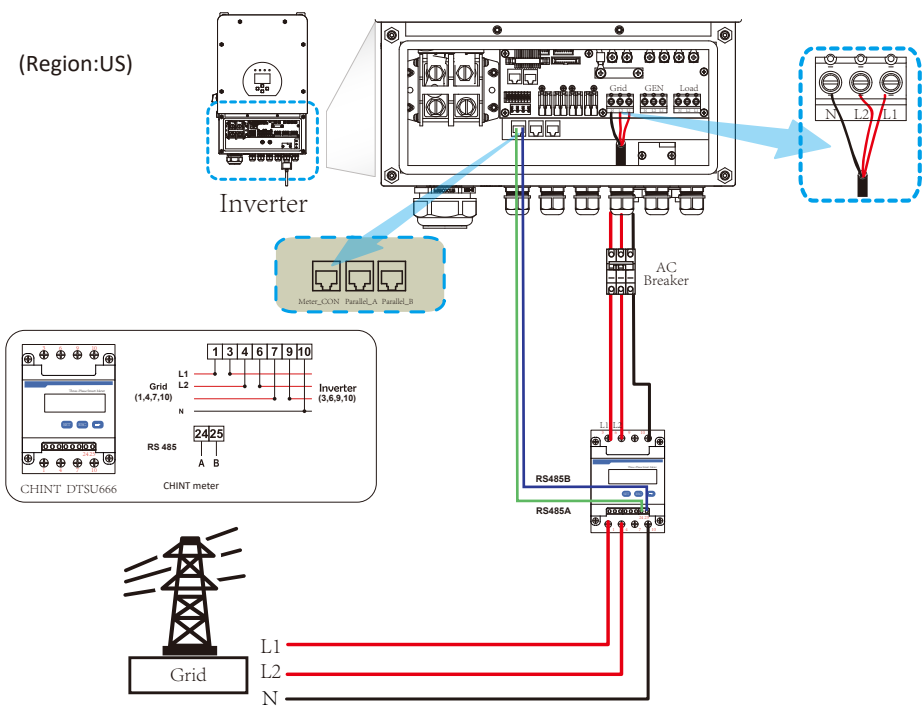 (Region:US)
Inverter
Grid GEN Load
N L2 L1
Meter_CON Parallel_A Parallel_B
AC
Breaker
1 3 4 6 7 9 10
L1
L2
Grid
(1,4,7,10)
Inverter
(3,6,9,10)
N
24 25
RS 485
A B
CHINT DTSU666
CHINT meter
L1 L2
RS485B
RS485A
L1
Grid
L2
N